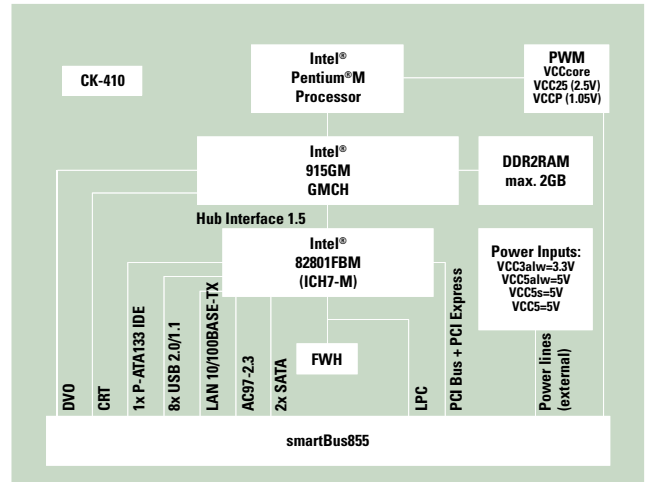 CK-410
Intel®
Pentium®M
Processor
PWM
VCCcore
VCC25 (2.5V)
VCCP (1.05V)
Intel®
915GM
GMCH
DDR2RAM
max. 2GB
Hub Interface 1.5
Intel®
82801FBM
(ICH7-M)
Power Inputs:
VCC3alw=3.3V
VCC5alw=5V
VCC5s=5V
VCC5=5V
FWH
DVO
CRT
1x P-ATA133 IDE
8x USB 2.0/1.1
LAN 10/100BASE-TX
AC97-2.3
2x SATA
LPC
PCI Bus + PCI Express
Power lines
(external)
smartBus855